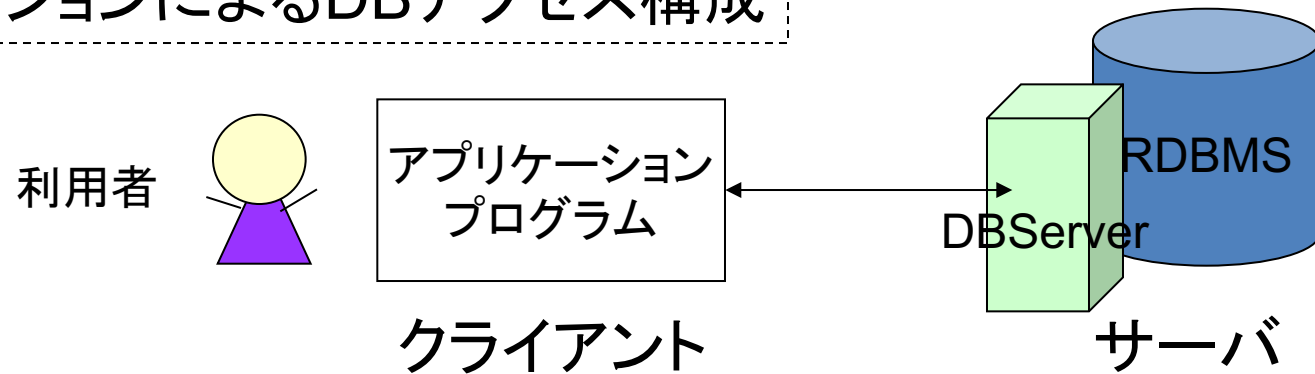 ションによるDBアクセス構成
利用者
アプリケーション
プログラム
RDBMS
DBServer
クライアント
サーバ